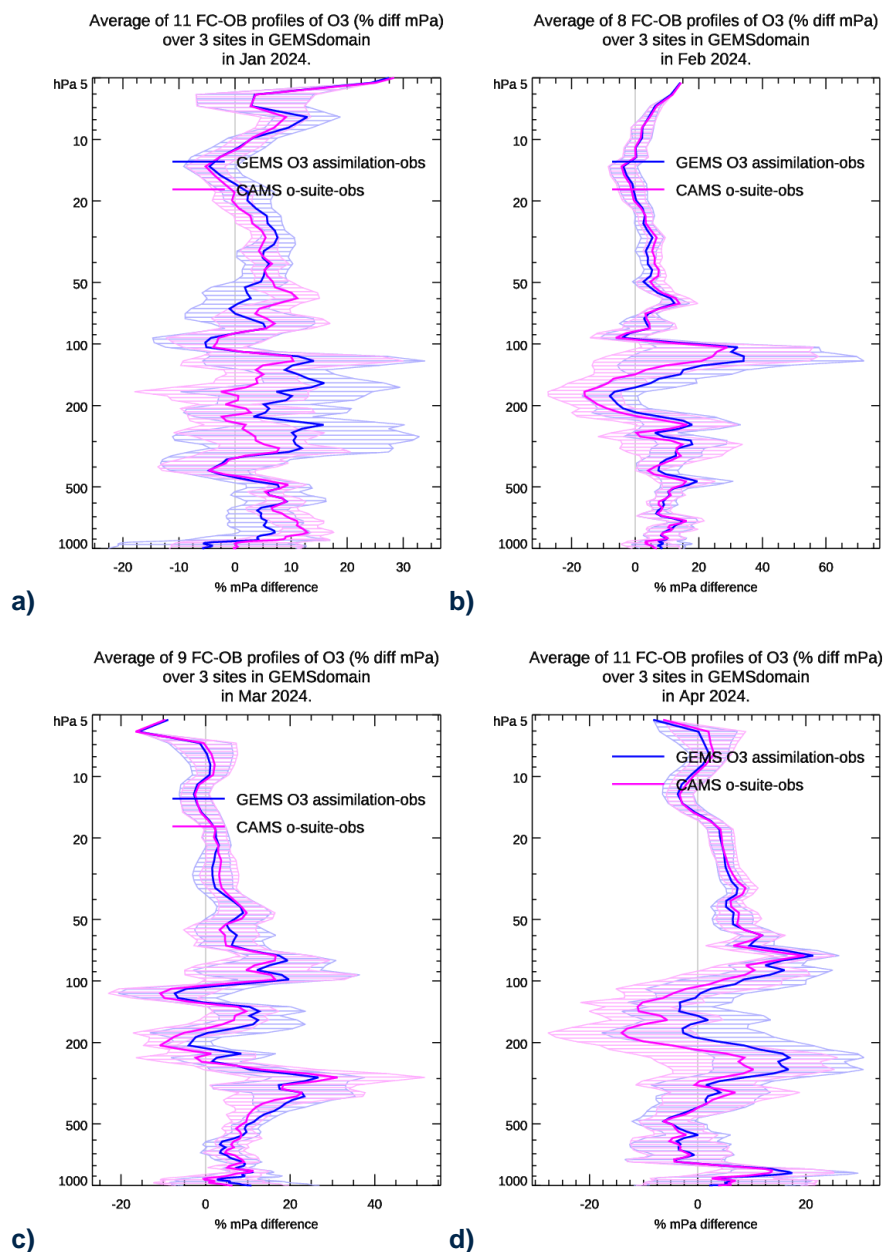 Average of 11 FC-OB profiles of O3 (% diff mPa)
over 3 sites in GEMSdomain
in Jan 2024.
hPa 5
10
20
50
100
200
500
1000
GEMS O3 assimilation-obs
CAMS o-suite-obs
-20 -10 0 10 20 30
% mPa difference
a)
Average of 8 FC-OB profiles of O3 (% diff mPa)
over 3 sites in GEMSdomain
in Feb 2024.
hPa 5
10
20
50
100
200
500
1000
GEMS O3 assimilation-obs
CAMS o-suite-obs
-20 0 20 40 60
% mPa difference
b)
Average of 9 FC-OB profiles of O3 (% diff mPa)
over 3 sites in GEMSdomain
in Mar 2024.
hPa 5
10
20
50
100
200
500
1000
GEMS O3 assimilation-obs
CAMS o-suite-obs
-20 0 20 40
% mPa difference
c)
Average of 11 FC-OB profiles of O3 (% diff mPa)
over 3 sites in GEMSdomain
in Apr 2024.
hPa 5
10
20
50
100
200
500
1000
GEMS O3 assimilation-obs
CAMS o-suite-obs
-20 0 20
% mPa difference
d)